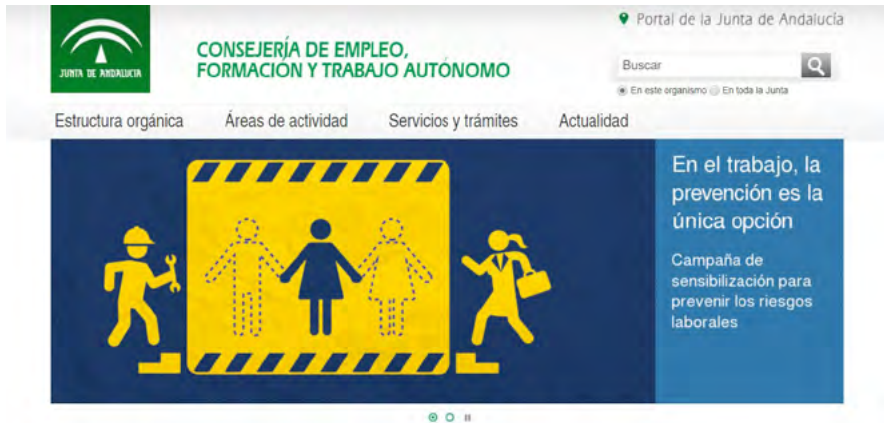 Portal de la Junta de Andalucía
JUNTA DE ANDALUCIA
CONSEJERÍA DE EMPLEO,
FORMACIÓN Y TRABAJO AUTÓNOMO
Buscar
En este organismo En toda la Junta
Estructura orgánica Áreas de actividad Servicios y trámites Actualidad
En el trabajo, la
prevención es la
única opción
Campaña de
sensibilización para
prevenir los riesgos
laborales